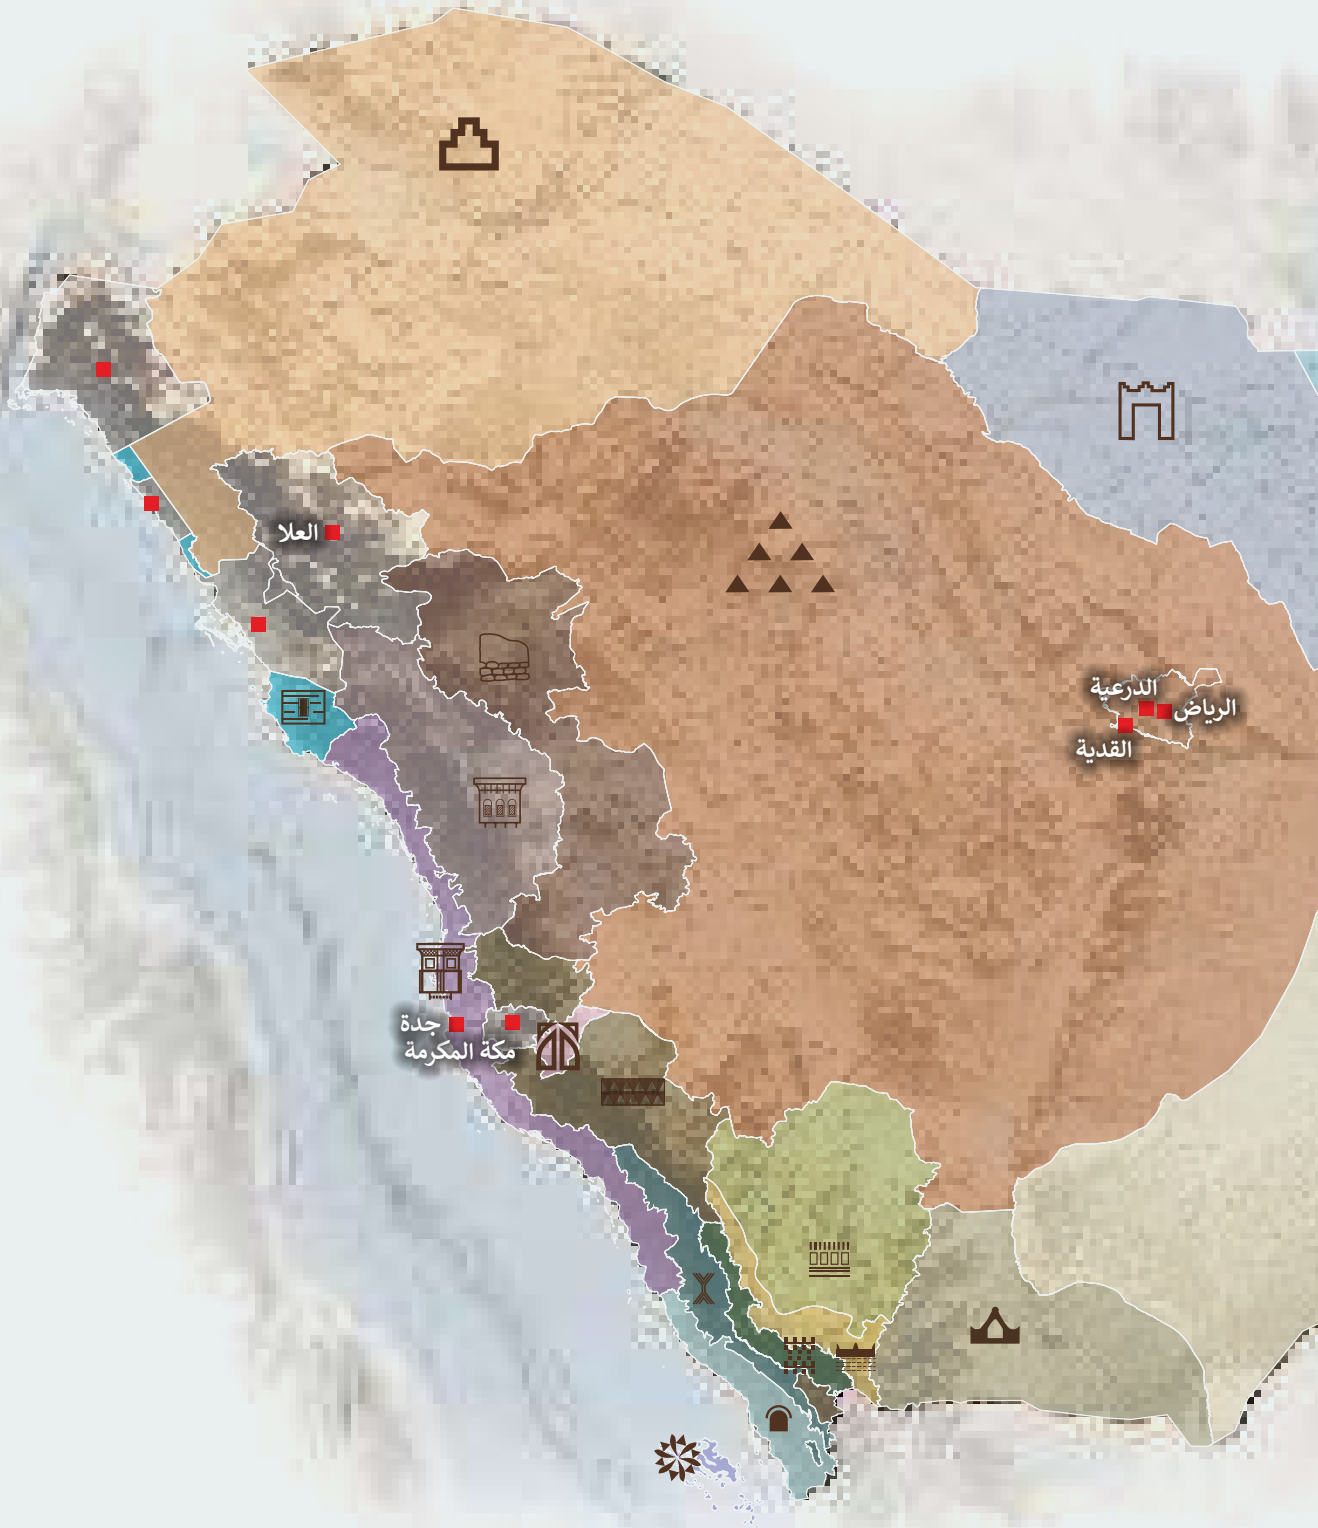 العلا
الدرعية
الرياض
القدية
جدة
مكة المكرمة